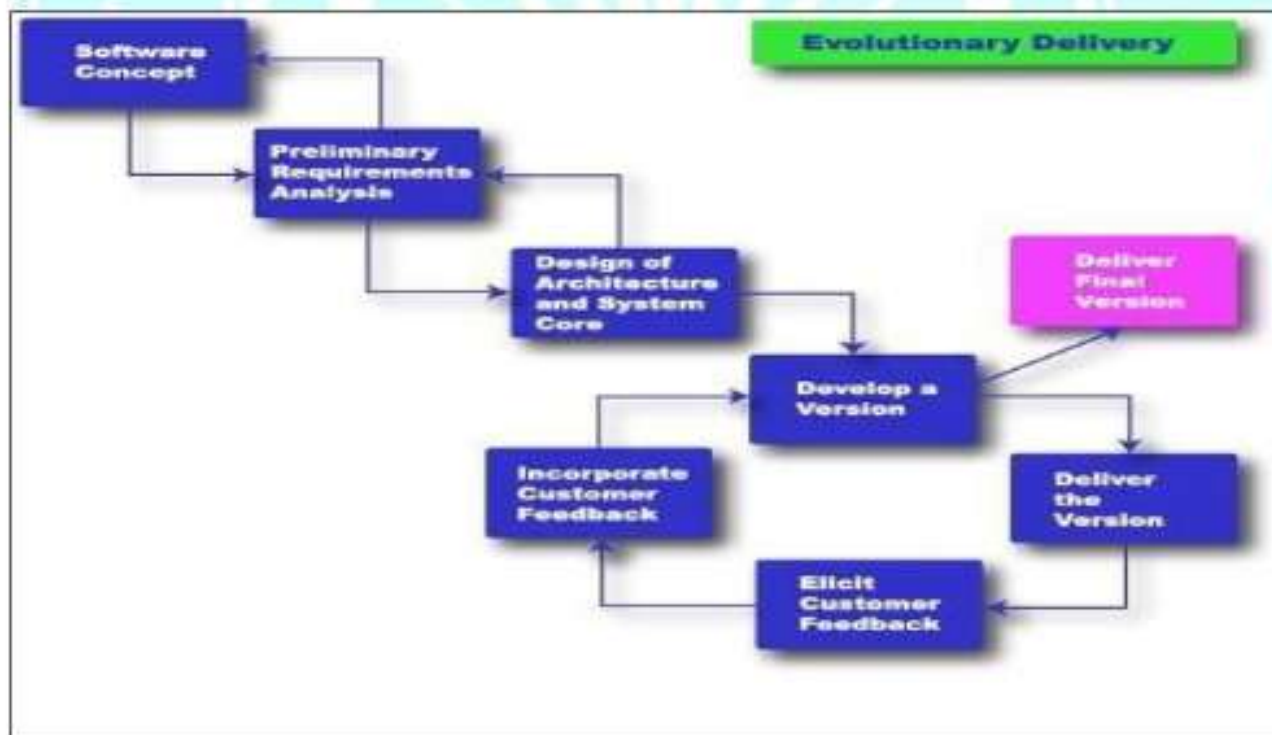 Evolutionary Delivery
Software
Concept
Preliminary
Requirements
Analysis
Design of
Architecture
and System
Core
Deliver
Final
Version
Develop a
Version
Incorporate
Customer
Feedback
Deliver
the
Version
Elicit
Customer
Feedback